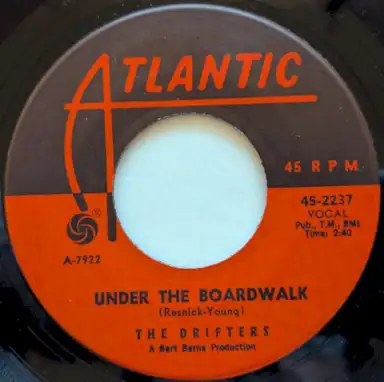 ATLANTIC
45 RPM
45-2237
VOCAL
Pub., T.M., BMI
Time: 2:40
®
A-7922
UNDER THE BOARDWALK
(Resnick-Young)
THE DRIFTERS
A Bert Berns Production